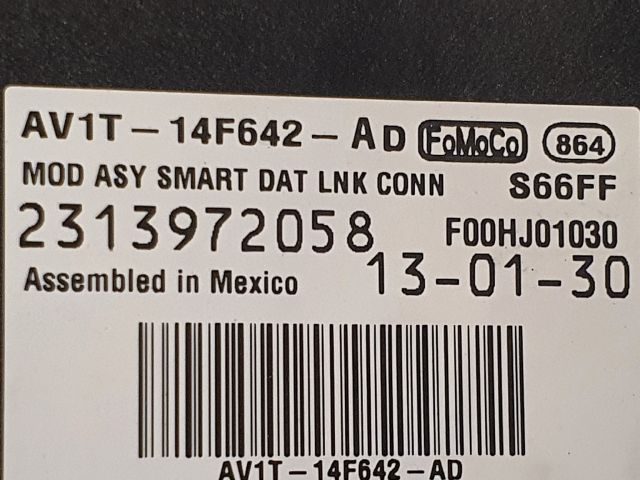 AV1T-14F642-AD FoMoCo 864
MOD ASY SMART DAT LNK CONN S66FF
2313972058 F00HJ01030
Assembled in Mexico 13-01-30
AV1T-14F642-AD